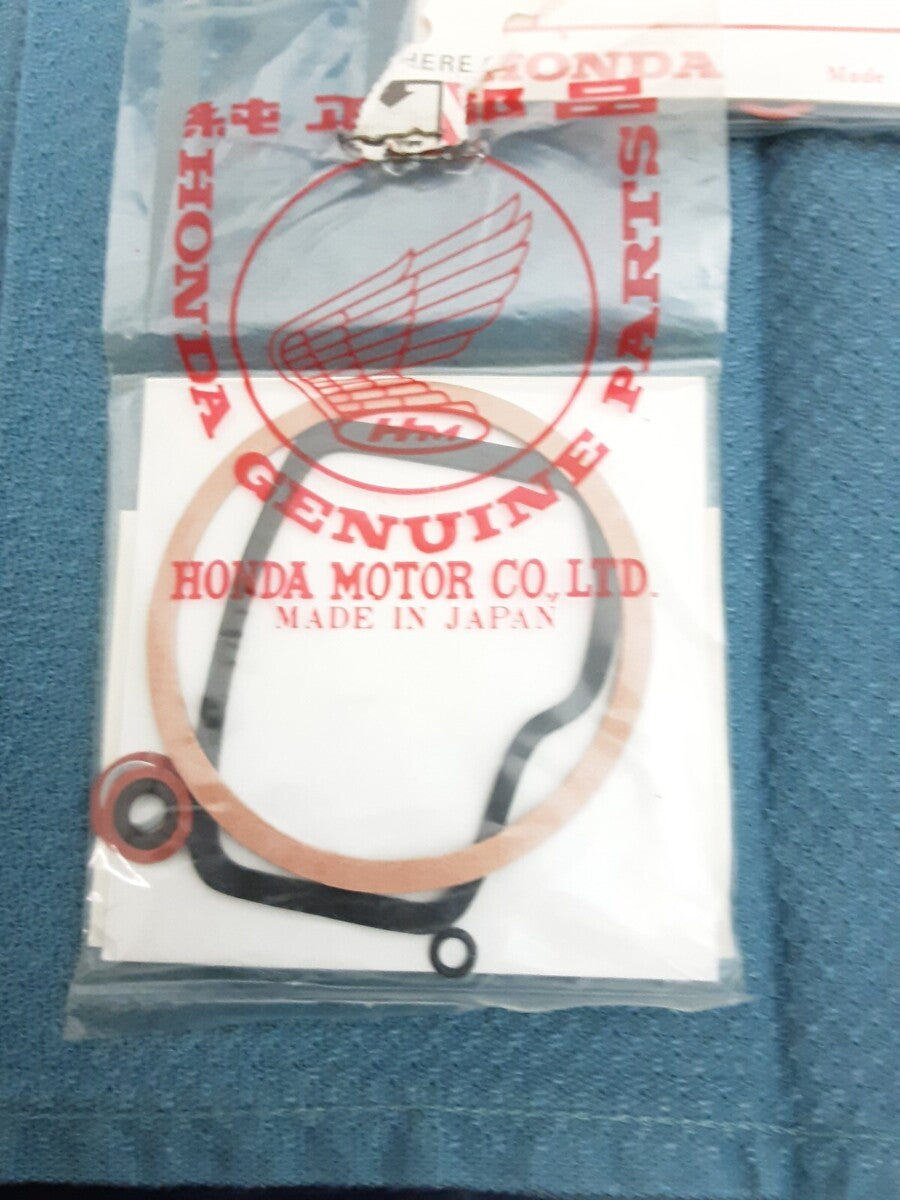 HERE
HONDA
Made
純正部品
HONDA GENUINE PARTS
HM
HONDA MOTOR CO., LTD.
MADE IN JAPAN